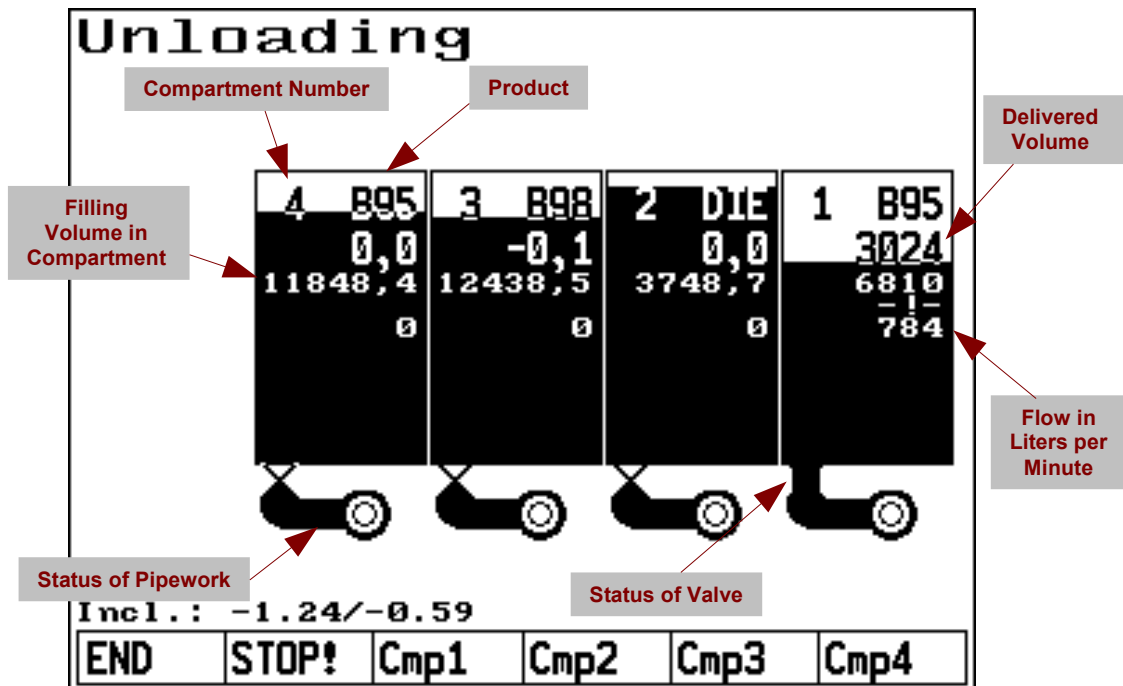 Unloading
Compartment Number
Product
Delivered
Volume
Filling
Volume in
Compartment
4 B95
0,0
11848,4
0
3 B98
-0,1
12438,5
0
2 DIE
0,0
3748,7
0
1 B95
3024
6810
-!-
784
Flow in
Liters per
Minute
Status of Pipework
Status of Valve
Incl.: -1.24/-0.59
END STOP! Cmp1 Cmp2 Cmp3 Cmp4